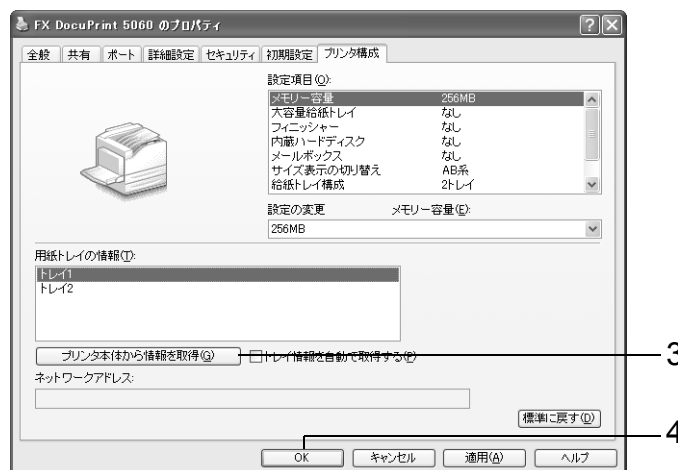 FX DocuPrint 5060 のプロパティ
全般 共有 ポート 詳細設定 セキュリティ 初期設定 プリンタ構成
設定項目(O):
メモリー容量 256MB
大容量給紙トレイ なし
フィニッシャー なし
内蔵ハードディスク なし
メールボックス なし
サイズ表示の切り替え AB系
給紙トレイ構成 2トレイ
設定の変更 メモリー容量(E):
256MB
用紙トレイの情報(T):
トレイ1
トレイ2
プリンタ本体から情報を取得(G) トレイ情報を自動で取得する(P) 3
ネットワークアドレス:
標準に戻す(D)
4
OK キャンセル 適用(A) ヘルプ